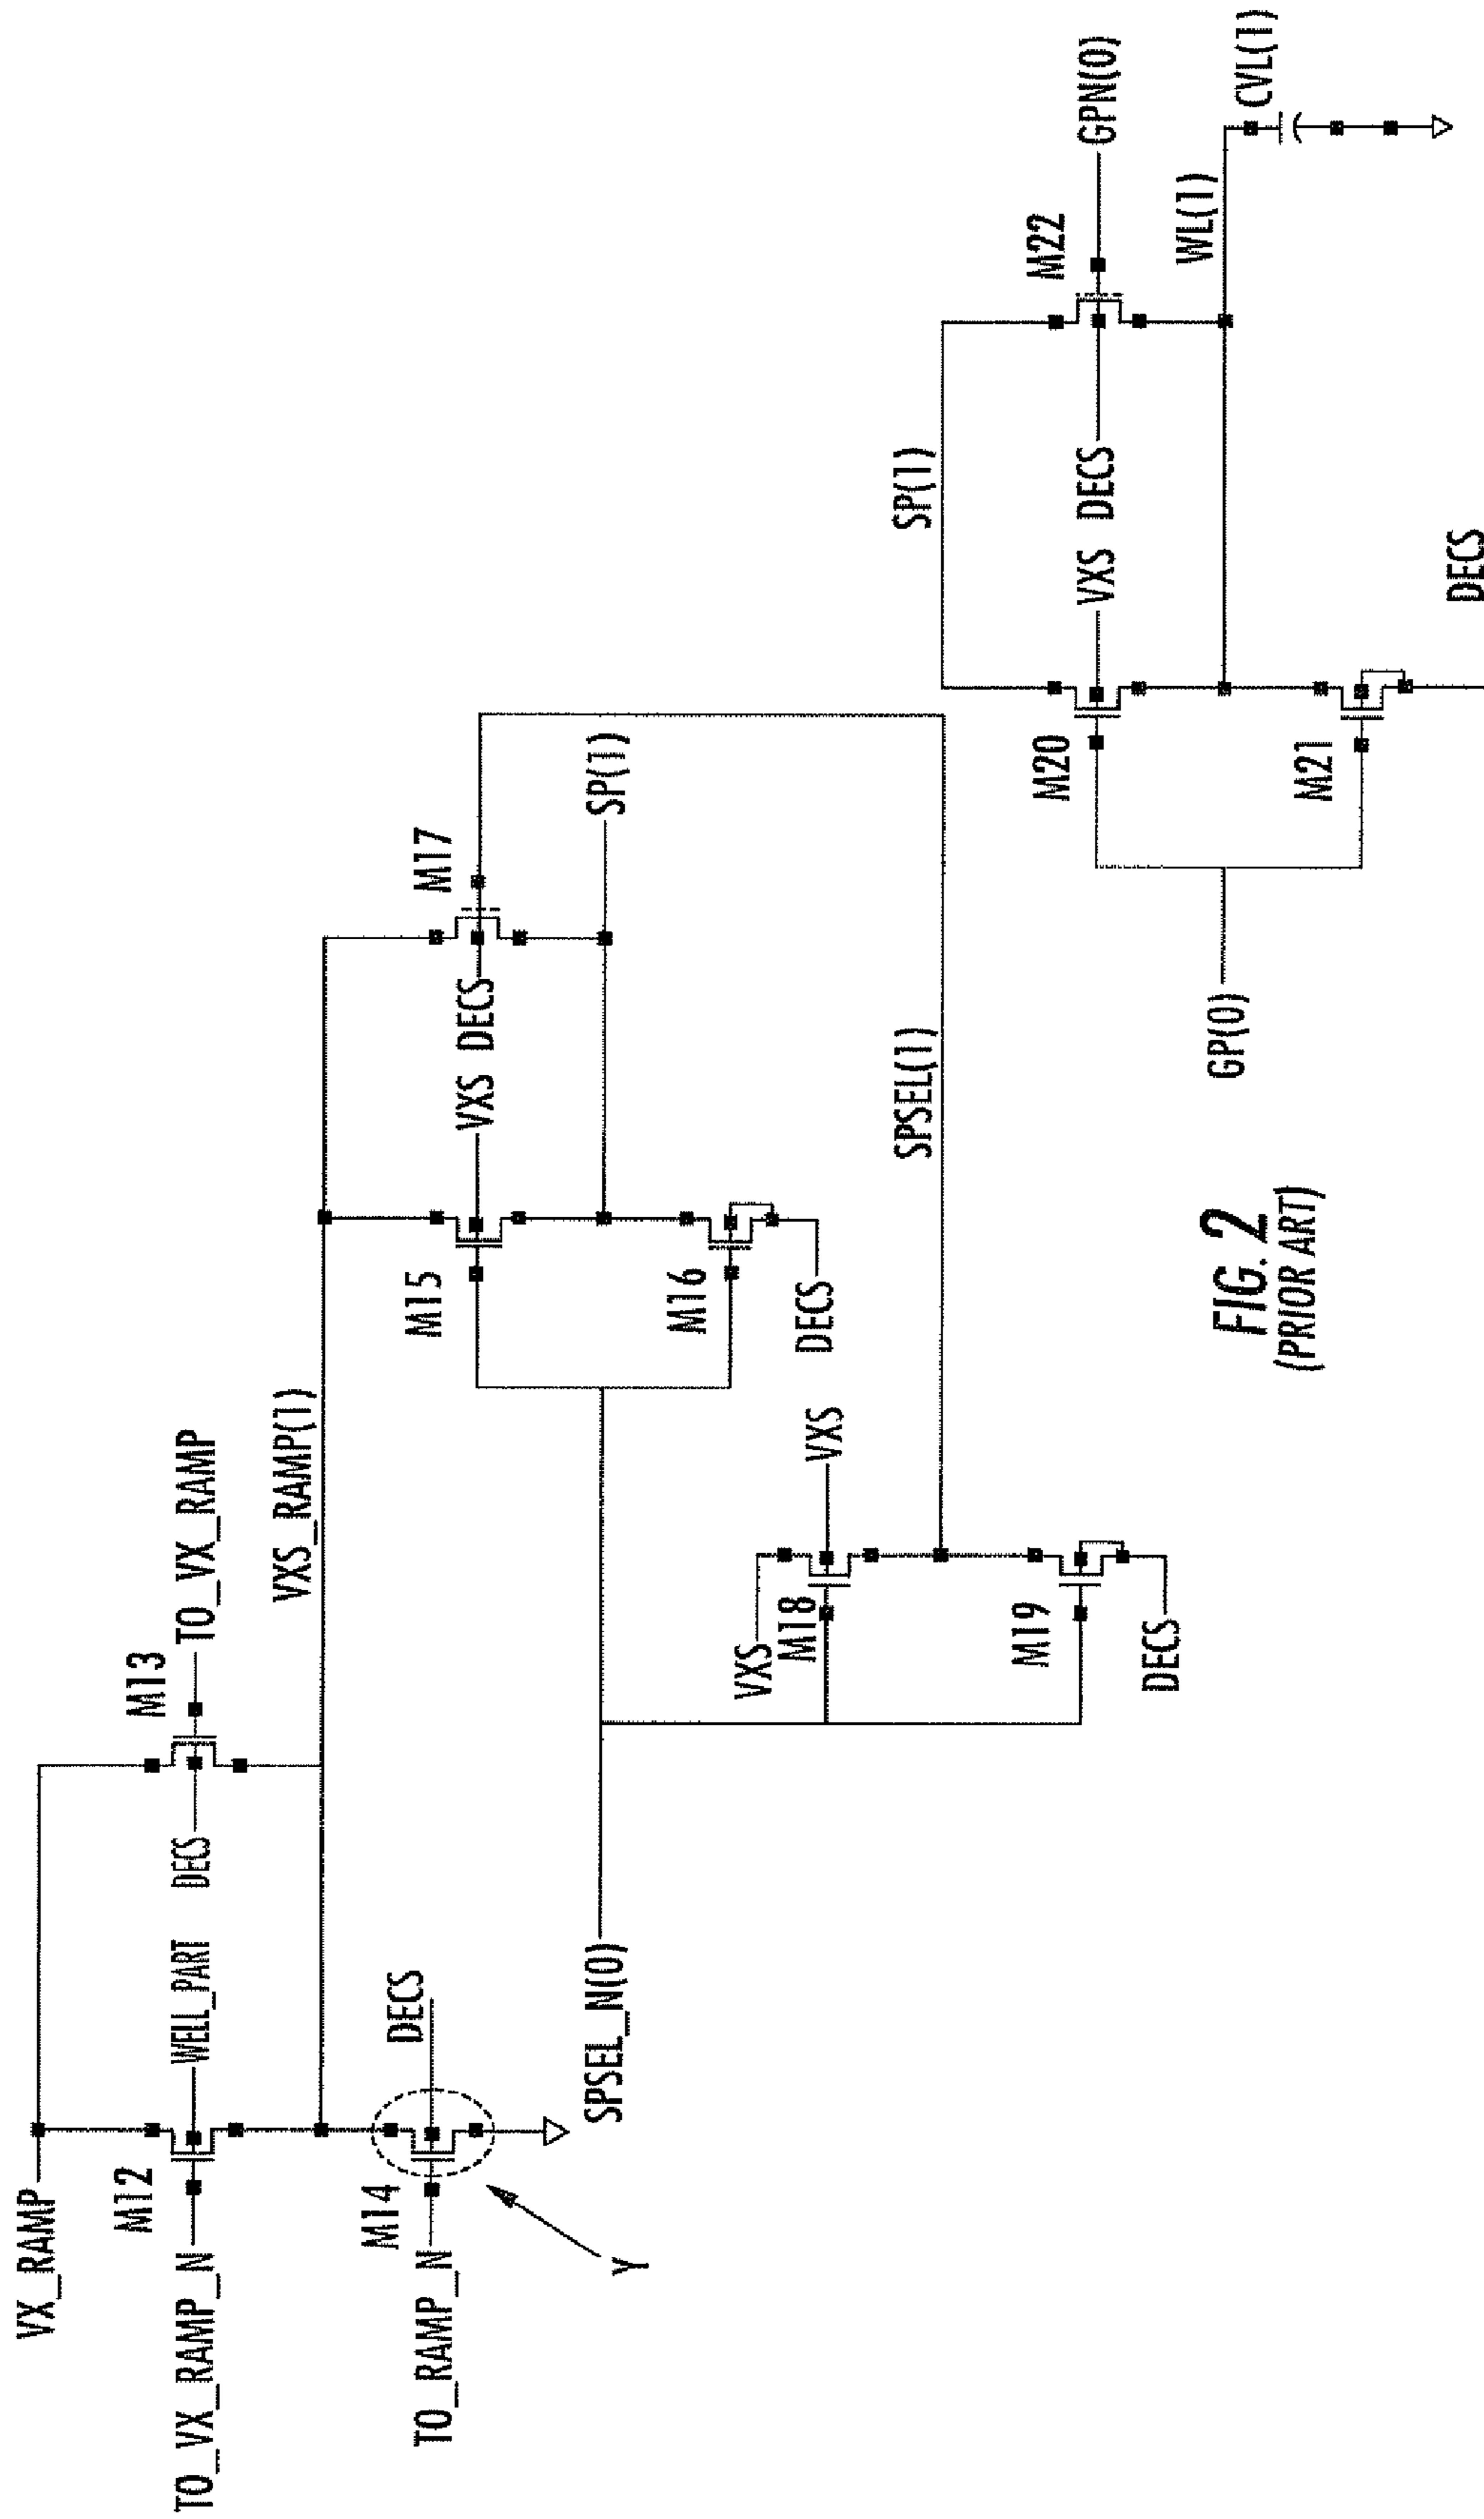 VX_RAMP
TO_VX_RAMP_N
M12
WELL_PART
DECS
M13
TO_VX_RAMP
VXS_RAMP(1)
TO_RAMP_N
M14
DECS
Y
SPSEL_N(0)
M15
VXS
DECS
M17
M16
SP(1)
DECS
VXS
M18
VXS
M19
DECS
SPSEL(1)
SP(1)
M20
VXS
DECS
M22
GPN(0)
GP(0)
M21
WL(1)
CVL(1)
DECS
FIG. 2
(PRIOR ART)